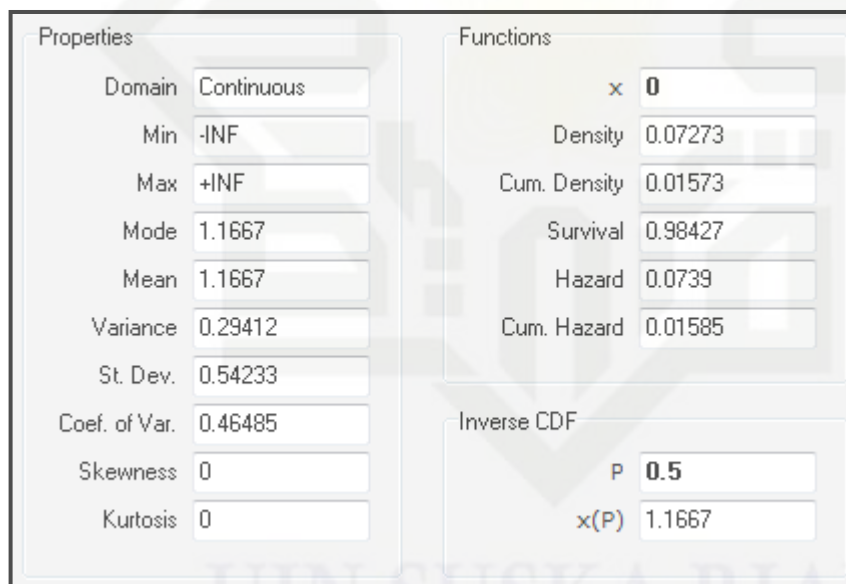 Properties
Domain Continuous
Min -INF
Max +INF
Mode 1.1667
Mean 1.1667
Variance 0.29412
St. Dev. 0.54233
Coef. of Var. 0.46485
Skewness 0
Kurtosis 0
Functions
x 0
Density 0.07273
Cum. Density 0.01573
Survival 0.98427
Hazard 0.0739
Cum. Hazard 0.01585
Inverse CDF
P 0.5
x(P) 1.1667